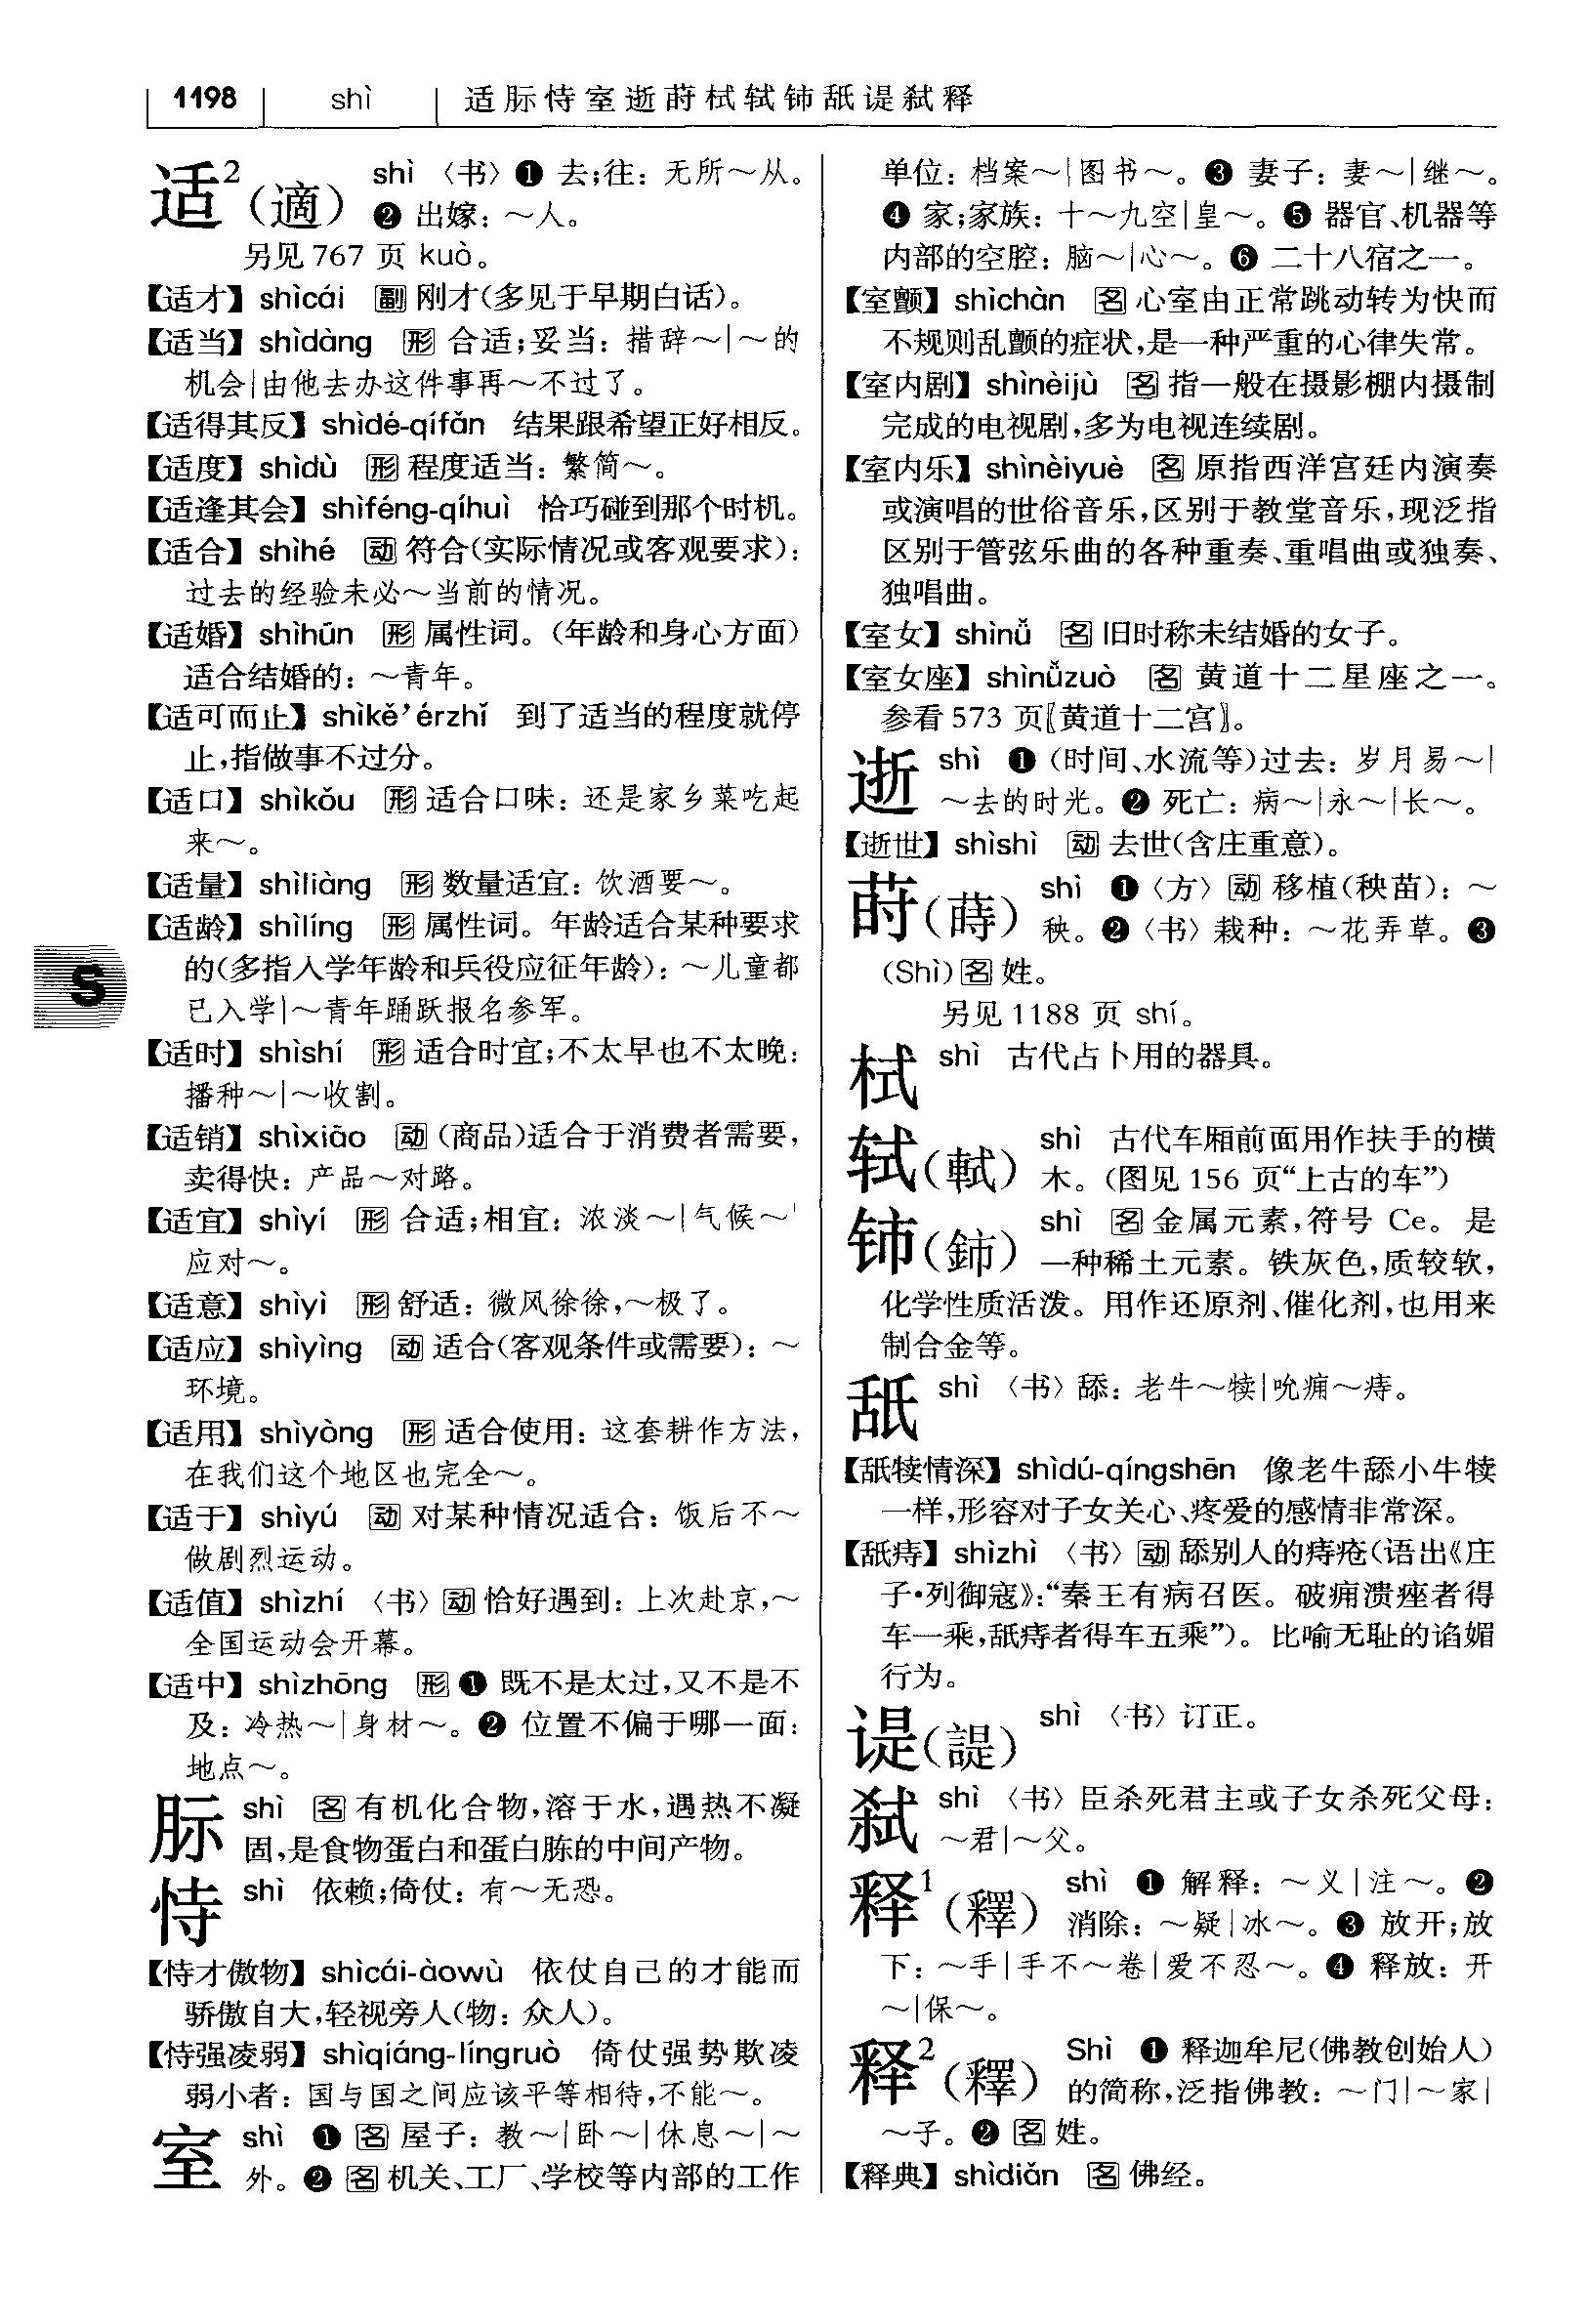 1198 shì 适䏡恃室逝莳栻轼铈舐諟弑释
适²(適) shì 〈书〉❶ 去;往：无所～从。
❷ 出嫁：～人。
另见 767 页 kuò。
【适才】shìcái 副 刚才(多见于早期白话)。
【适当】shìdàng 形 合适;妥当：措辞～|～的
机会|由他去办这件事再～不过了。
【适得其反】shìdé-qífǎn 结果跟希望正好相反。
【适度】shìdù 形 程度适当：繁简～。
【适逢其会】shìféng-qíhuì 恰巧碰到那个时机。
【适合】shìhé 动 符合(实际情况或客观要求)：
过去的经验未必～当前的情况。
【适婚】shìhūn 形 属性词。(年龄和身心方面)
适合结婚的：～青年。
【适可而止】shìkě’érzhǐ 到了适当的程度就停
止,指做事不过分。
【适口】shìkǒu 形 适合口味：还是家乡菜吃起
来～。
【适量】shìliàng 形 数量适宜：饮酒要～。
【适龄】shìlíng 形 属性词。年龄适合某种要求
的(多指入学年龄和兵役应征年龄)：～儿童都
已入学|～青年踊跃报名参军。
S
【适时】shìshí 形 适合时宜;不太早也不太晚：
播种～|～收割。
【适销】shìxiāo 动 (商品)适合于消费者需要,
卖得快：产品～对路。
【适宜】shìyí 形 合适;相宜：浓淡～|气候～|
应对～。
【适意】shìyì 形 舒适：微风徐徐,～极了。
【适应】shìyìng 动 适合(客观条件或需要)：～
环境。
【适用】shìyòng 形 适合使用：这套耕作方法,
在我们这个地区也完全～。
【适于】shìyú 动 对某种情况适合：饭后不～
做剧烈运动。
【适值】shìzhí 〈书〉动 恰好遇到：上次赴京,～
全国运动会开幕。
【适中】shìzhōng 形 ❶ 既不是太过,又不是不
及：冷热～|身材～。❷ 位置不偏于哪一面：
地点～。
䏡 shì 名 有机化合物,溶于水,遇热不凝
固,是食物蛋白和蛋白胨的中间产物。
恃 shì 依赖;倚仗：有～无恐。
【恃才傲物】shìcái-àowù 依仗自己的才能而
骄傲自大,轻视旁人(物：众人)。
【恃强凌弱】shìqiáng-língruò 倚仗强势欺凌
弱小者：国与国之间应该平等相待,不能～。
室 shì ❶ 名 屋子：教～|卧～|休息～|～
外。❷ 名 机关、工厂、学校等内部的工作
单位：档案～|图书～。❸ 妻子：妻～|继～。
❹ 家;家族：十～九空|皇～。❺ 器官、机器等
内部的空腔：脑～|心～。❻ 二十八宿之一。
【室颤】shìchàn 名 心室由正常跳动转为快而
不规则乱颤的症状,是一种严重的心律失常。
【室内剧】shìnèijù 名 指一般在摄影棚内摄制
完成的电视剧,多为电视连续剧。
【室内乐】shìnèiyuè 名 原指西洋宫廷内演奏
或演唱的世俗音乐,区别于教堂音乐,现泛指
区别于管弦乐曲的各种重奏、重唱曲或独奏、
独唱曲。
【室女】shìnǚ 名 旧时称未结婚的女子。
【室女座】shìnǚzuò 名 黄道十二星座之一。
参看 573 页〖黄道十二宫〗。
逝 shì ❶ (时间、水流等)过去：岁月易～|
～去的时光。❷ 死亡：病～|永～|长～。
【逝世】shìshì 动 去世(含庄重意)。
莳(蒔) shì ❶〈方〉动 移植(秧苗)：～
秧。❷〈书〉栽种：～花弄草。❸
(Shì) 名 姓。
另见 1188 页 shí。
栻 shì 古代占卜用的器具。
轼(軾) shì 古代车厢前面用作扶手的横
木。(图见 156 页“上古的车”)
铈(鈰) shì 名 金属元素,符号 Ce。是
一种稀土元素。铁灰色,质较软,
化学性质活泼。用作还原剂、催化剂,也用来
制合金等。
舐 shì 〈书〉舔：老牛～犊|吮痈～痔。
【舐犊情深】shìdú-qíngshēn 像老牛舔小牛犊
一样,形容对子女关心、疼爱的感情非常深。
【舐痔】shìzhì 〈书〉动 舔别人的痔疮(语出《庄
子•列御寇》：“秦王有病召医。破痈溃痤者得
车一乘,舐痔者得车五乘”)。比喻无耻的谄媚
行为。
𬤊(諟) shì 〈书〉订正。
弑 shì 〈书〉臣杀死君主或子女杀死父母：
～君|～父。
释¹(釋) shì ❶ 解释：～义|注～。❷
消除：～疑|冰～。❸ 放开;放
下：～手|手不～卷|爱不忍～。❹ 释放：开
～|保～。
释²(釋) Shì ❶ 释迦牟尼(佛教创始人)
的简称,泛指佛教：～门|～家|
～子。❷ 名 姓。
【释典】shìdiǎn 名 佛经。